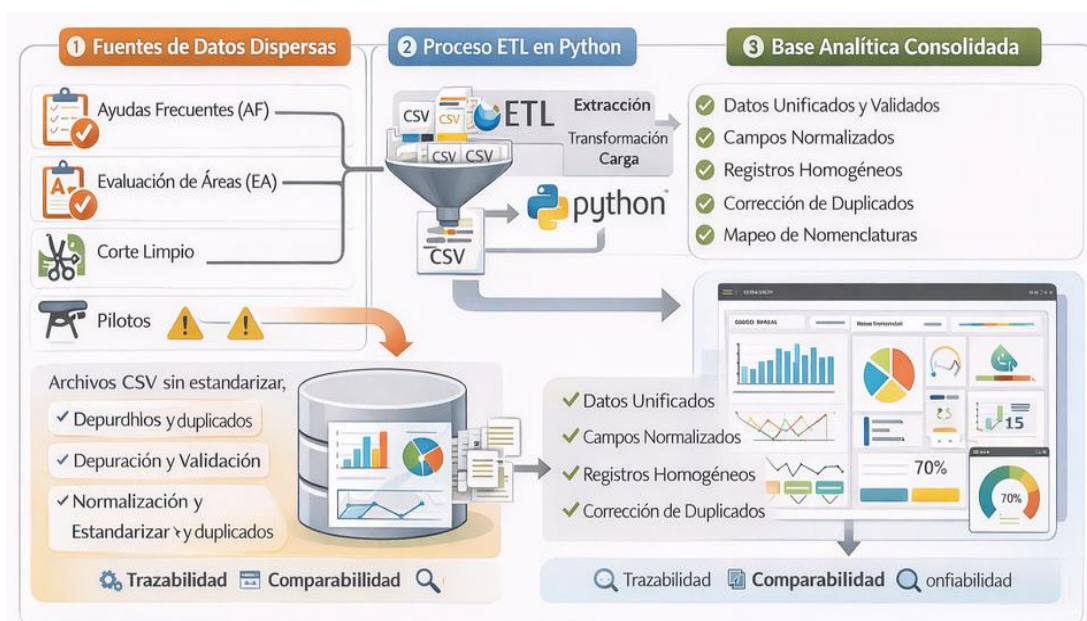 1 Fuentes de Datos Dispersas
2 Proceso ETL en Python
3 Base Analítica Consolidada
Ayudas Frecuentes (AF)
Evaluación de Áreas (EA)
Corte Limpio
Pilotos
CSV
CSV
CSV CSV
ETL
Extracción
Transformación
Carga
python
CSV
Datos Unificados y Validados
Campos Normalizados
Registros Homogéneos
Corrección de Duplicados
Mapeo de Nomenclaturas
Archivos CSV sin estandarizar,
Depurdhlos y duplicados
Depuración y Validación
Normalización y
Estandarizar y duplicados
Trazabilidad Comparabillidad
Datos Unificados
Campos Normalizados
Registros Homogéneos
Corrección de Duplicados
15
70%
70%
Trazabilidad Comparabilidad onfiabilidad